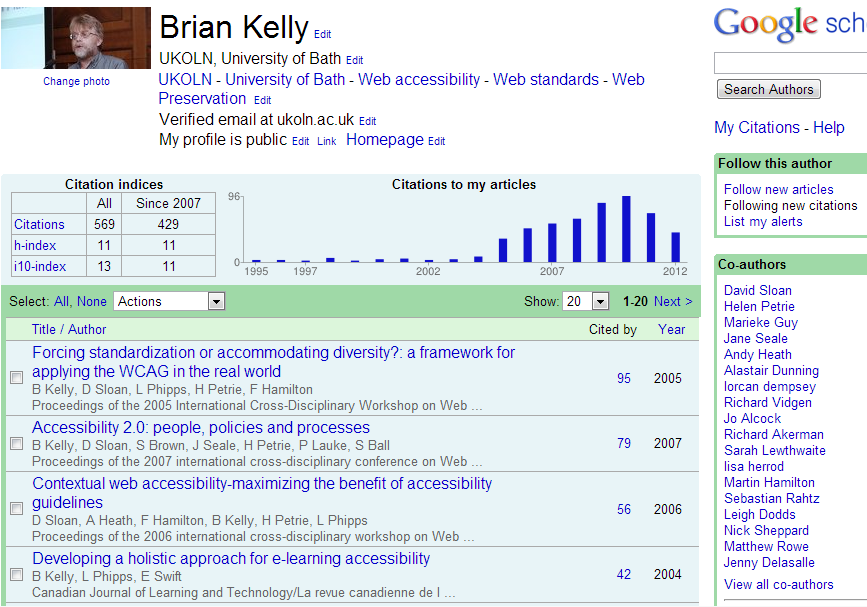 Brian Kelly Edit
UKOLN, University of Bath Edit
UKOLN - University of Bath - Web accessibility - Web standards - Web
Preservation Edit
Verified email at ukoln.ac.uk Edit
My profile is public Edit Link Homepage Edit
Change photo
Google scho
Search Authors
My Citations - Help
Citation indices
All Since 2007
Citations 569 429
h-index 11 11
i10-index 13 11
Citations to my articles
96
0
1995 1997 2002 2007 2012
Follow this author
Follow new articles
Following new citations
List my alerts
Select: All, None Actions
Show: 20 1-20 Next >
Title / Author Cited by Year
Forcing standardization or accommodating diversity?: a framework for
applying the WCAG in the real world
B Kelly, D Sloan, L Phipps, H Petrie, F Hamilton
Proceedings of the 2005 International Cross-Disciplinary Workshop on Web ...
95 2005
Accessibility 2.0: people, policies and processes
B Kelly, D Sloan, S Brown, J Seale, H Petrie, P Lauke, S Ball
Proceedings of the 2007 international cross-disciplinary conference on Web ...
79 2007
Contextual web accessibility-maximizing the benefit of accessibility
guidelines
D Sloan, A Heath, F Hamilton, B Kelly, H Petrie, L Phipps
Proceedings of the 2006 international cross-disciplinary workshop on Web ...
56 2006
Developing a holistic approach for e-learning accessibility
B Kelly, L Phipps, E Swift
Canadian Journal of Learning and Technology/La revue canadienne de l ...
42 2004
Co-authors
David Sloan
Helen Petrie
Marieke Guy
Jane Seale
Andy Heath
Alastair Dunning
lorcan dempsey
Richard Vidgen
Jo Alcock
Richard Akerman
Sarah Lewthwaite
lisa herrod
Martin Hamilton
Sebastian Rahtz
Leigh Dodds
Nick Sheppard
Matthew Rowe
Jenny Delasalle
View all co-authors